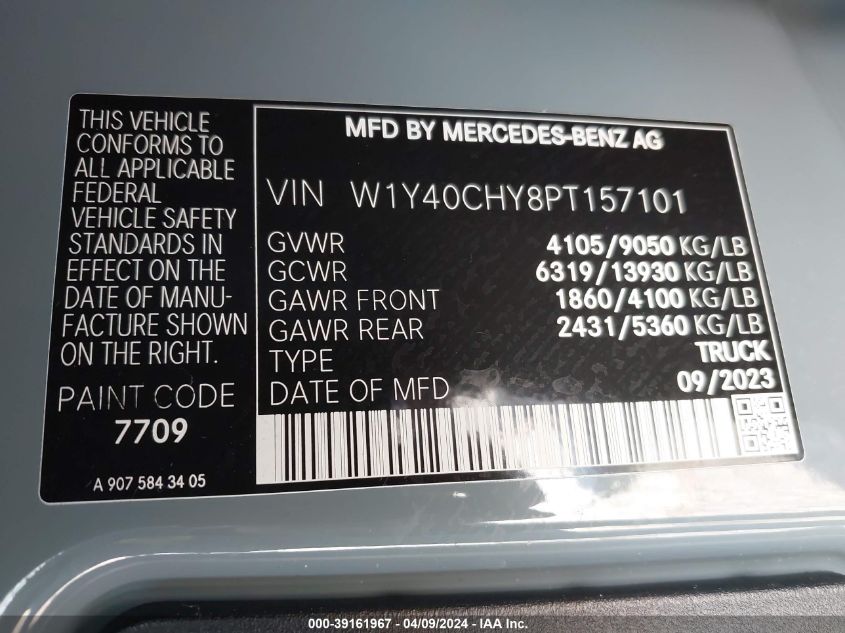 THIS VEHICLE
CONFORMS TO
ALL APPLICABLE
FEDERAL
VEHICLE SAFETY
STANDARDS IN
EFFECT ON THE
DATE OF MANU-
FACTURE SHOWN
ON THE RIGHT.
PAINT CODE
7709
A 907 584 34 05
MFD BY MERCEDES-BENZ AG
VIN W1Y40CHY8PT157101
GVWR 4105/9050 KG/LB
GCWR 6319/13930 KG/LB
GAWR FRONT 1860/4100 KG/LB
GAWR REAR 2431/5360 KG/LB
TYPE TRUCK
DATE OF MFD 09/2023
000-39161967 - 04/09/2024 - IAA Inc.